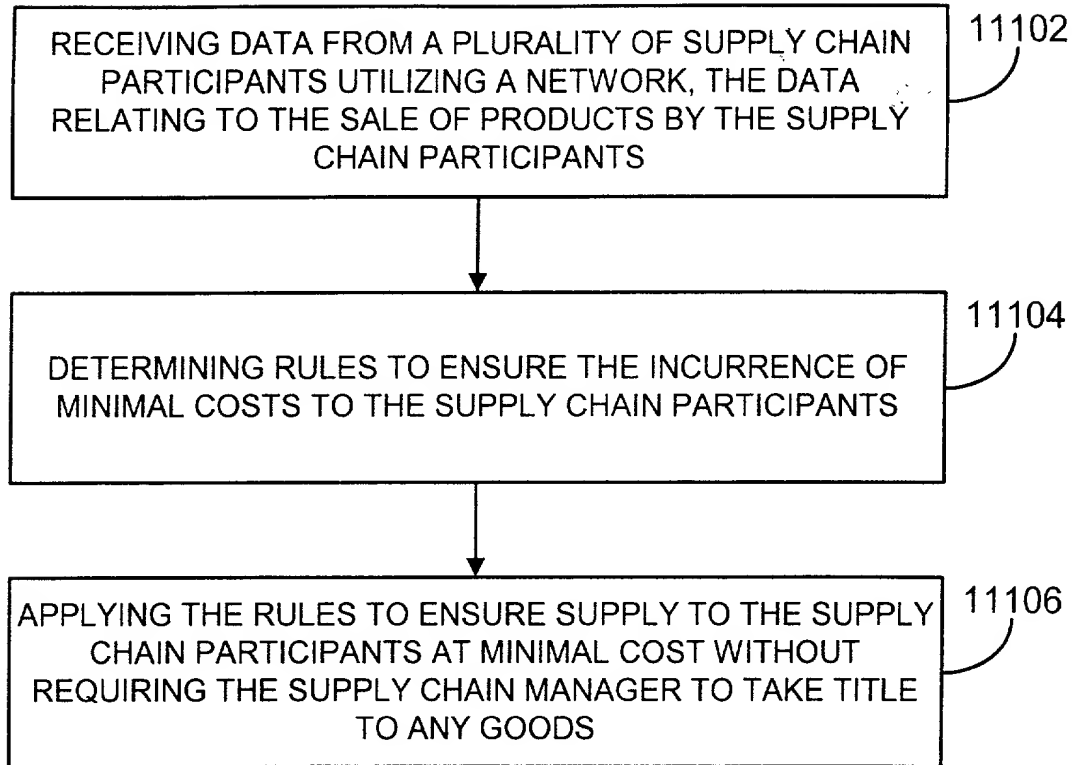 RECEIVING DATA FROM A PLURALITY OF SUPPLY CHAIN
PARTICIPANTS UTILIZING A NETWORK, THE DATA
RELATING TO THE SALE OF PRODUCTS BY THE SUPPLY
CHAIN PARTICIPANTS
11102
DETERMINING RULES TO ENSURE THE INCURRENCE OF
MINIMAL COSTS TO THE SUPPLY CHAIN PARTICIPANTS
11104
APPLYING THE RULES TO ENSURE SUPPLY TO THE SUPPLY
CHAIN PARTICIPANTS AT MINIMAL COST WITHOUT
REQUIRING THE SUPPLY CHAIN MANAGER TO TAKE TITLE
TO ANY GOODS
11106